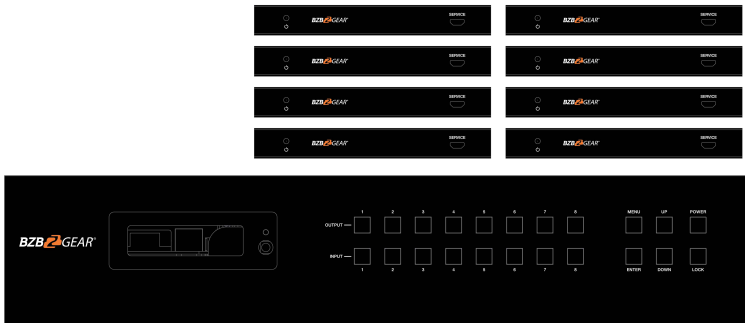 SERVICE SERVICE
BZBGEAR® BZBGEAR®
SERVICE SERVICE
BZBGEAR® BZBGEAR®
SERVICE SERVICE
BZBGEAR® BZBGEAR®
SERVICE SERVICE
BZBGEAR® BZBGEAR®
1 2 3 4 5 6 7 8 MENU UP POWER
OUTPUT
BZBGEAR®
INPUT
1 2 3 4 5 6 7 8 ENTER DOWN LOCK